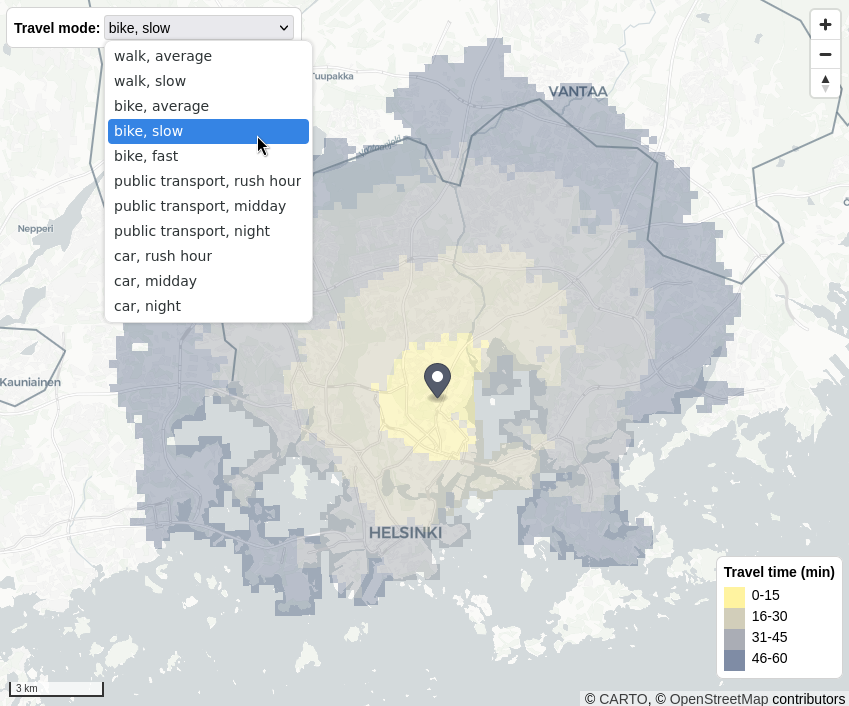 Travel mode: bike, slow
walk, average
walk, slow
bike, average
bike, slow
bike, fast
public transport, rush hour
public transport, midday
public transport, night
car, rush hour
car, midday
car, night
Tuupakka
VANTAA
Nepperi
Kauniainen
HELSINKI
Travel time (min)
0-15
16-30
31-45
46-60
3 km
© CARTO, © OpenStreetMap contributors